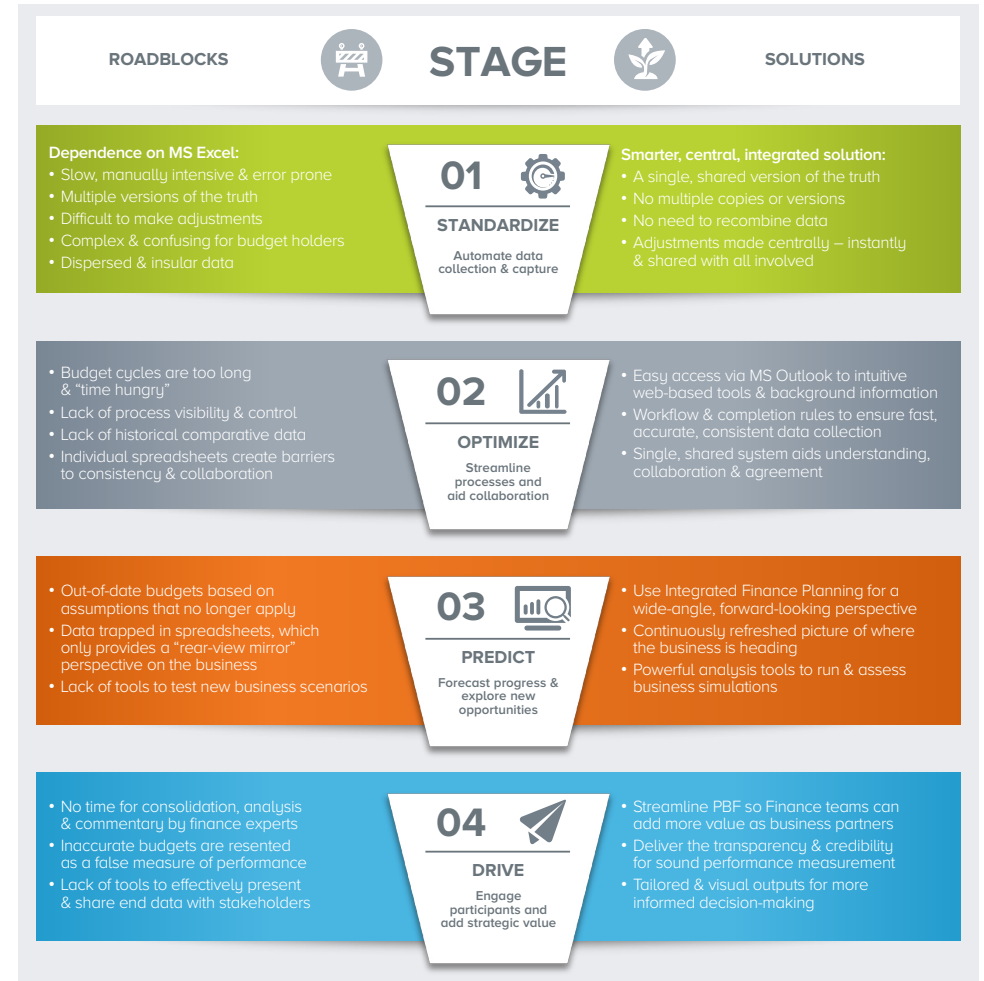 ROADBLOCKS
STAGE
SOLUTIONS
Dependence on MS Excel:
• Slow, manually intensive & error prone
• Multiple versions of the truth
• Difficult to make adjustments
• Complex & confusing for budget holders
• Dispersed & insular data
01
STANDARDIZE
Automate data
collection & capture
Smarter, central, integrated solution:
• A single, shared version of the truth
• No multiple copies or versions
• No need to recombine data
• Adjustments made centrally – instantly
& shared with all involved
• Budget cycles are too long
& “time hungry”
• Lack of process visibility & control
• Lack of historical comparative data
• Individual spreadsheets create barriers
to consistency & collaboration
02
OPTIMIZE
Streamline
processes and
aid collaboration
• Easy access via MS Outlook to intuitive
web-based tools & background information
• Workflow & completion rules to ensure fast,
accurate, consistent data collection
• Single, shared system aids understanding,
collaboration & agreement
• Out-of-date budgets based on
assumptions that no longer apply
• Data trapped in spreadsheets, which
only provides a “rear-view mirror”
perspective on the business
• Lack of tools to test new business scenarios
03
PREDICT
Forecast progress &
explore new
opportunities
• Use Integrated Finance Planning for a
wide-angle, forward-looking perspective
• Continuously refreshed picture of where
the business is heading
• Powerful analysis tools to run & assess
business simulations
• No time for consolidation, analysis
& commentary by finance experts
• Inaccurate budgets are resented
as a false measure of performance
• Lack of tools to effectively present
& share end data with stakeholders
04
DRIVE
Engage
participants and
add strategic value
• Streamline PBF so Finance teams can
add more value as business partners
• Deliver the transparency & credibility
for sound performance measurement
• Tailored & visual outputs for more
informed decision-making